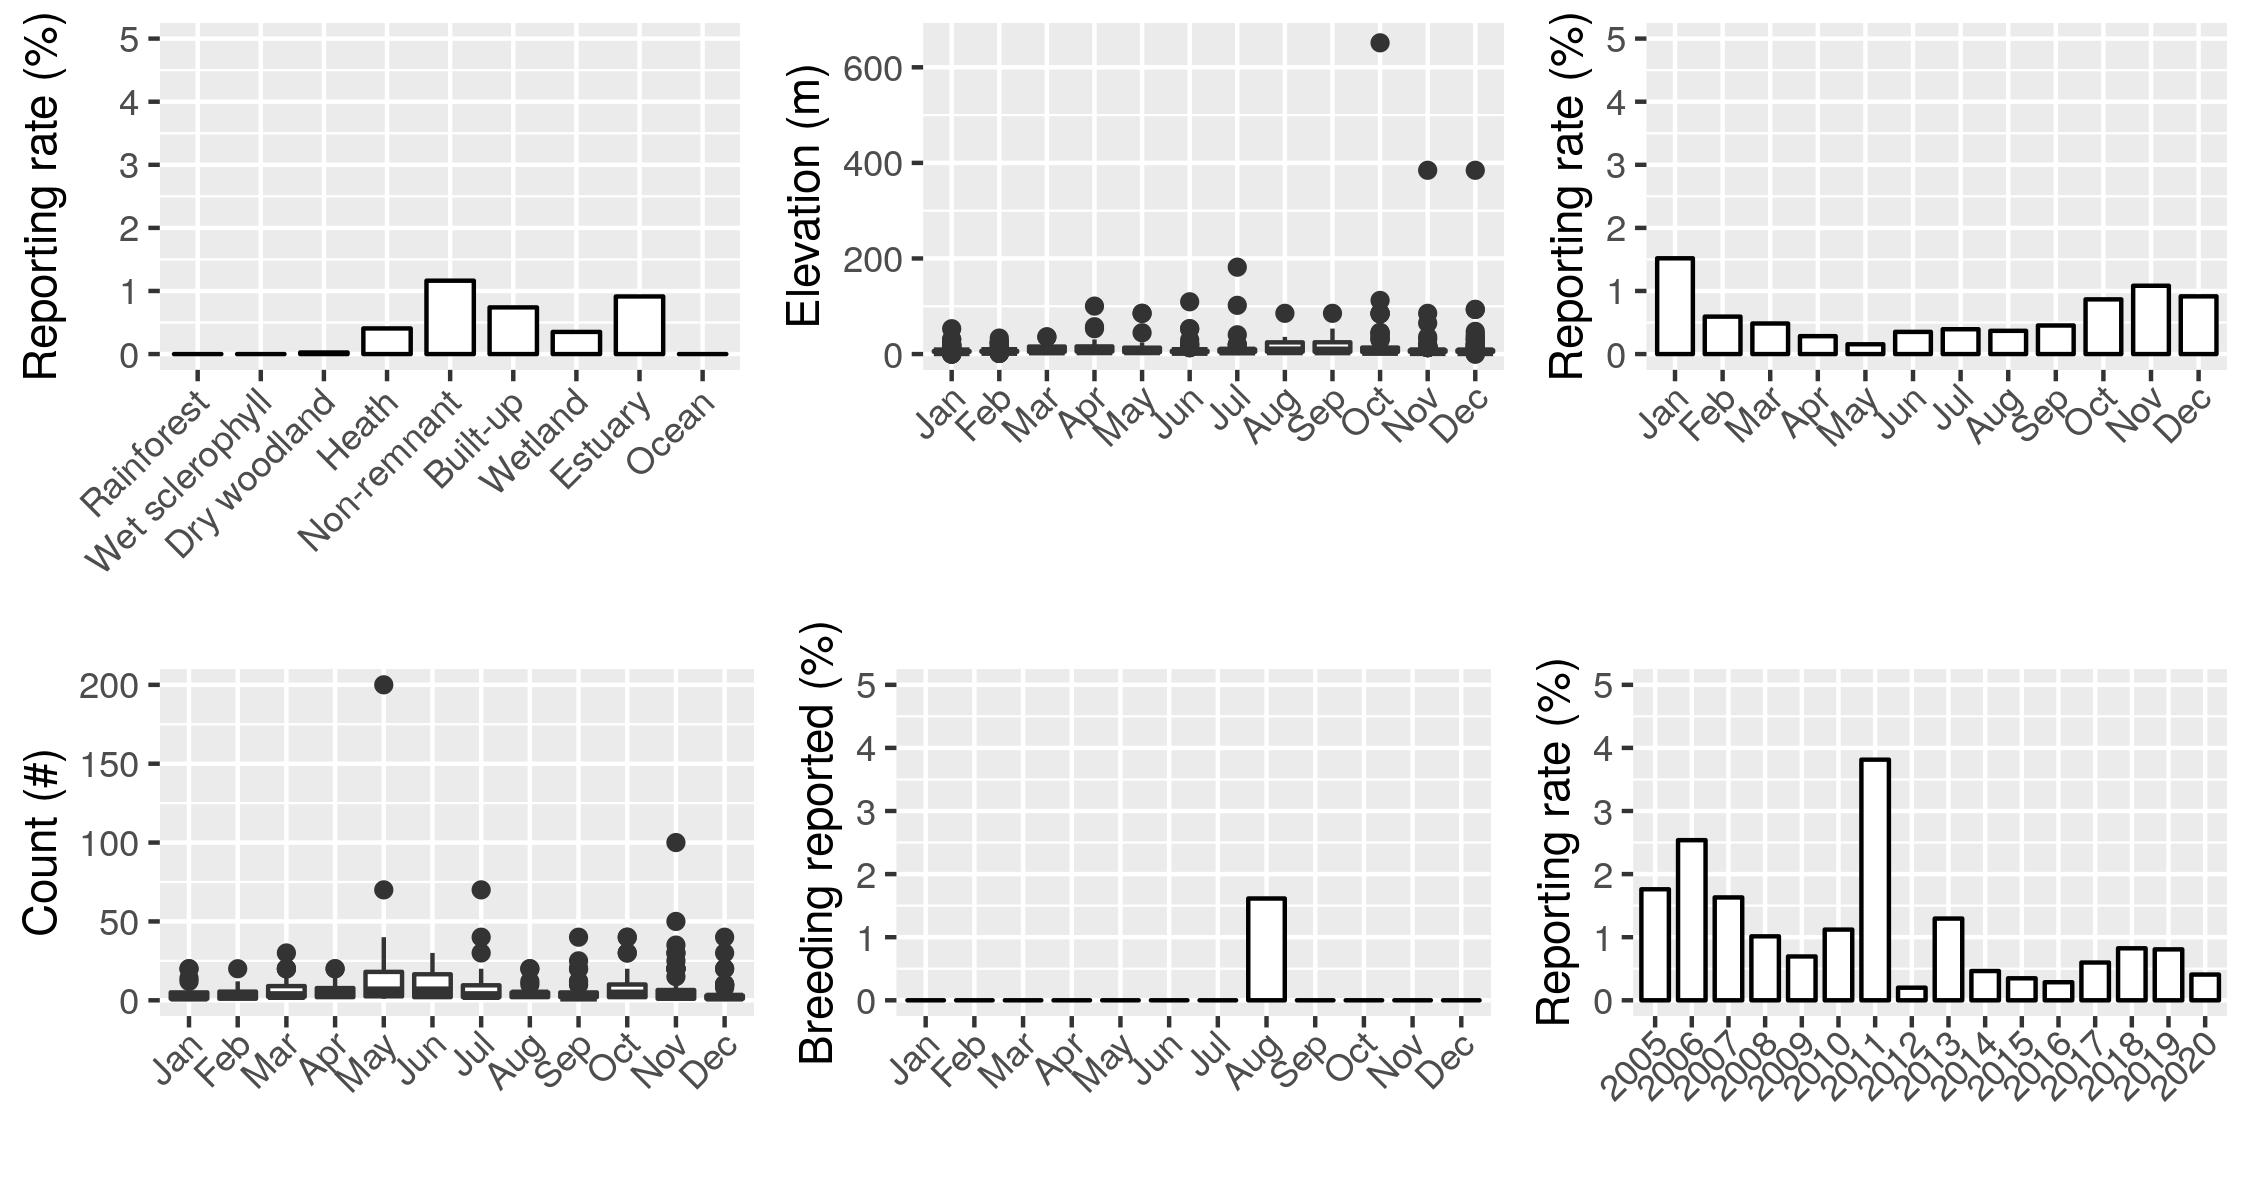 Reporting rate (%)
5
4
3
2
1
0
Rainforest
Wet sclerophyll
Dry woodland
Heath
Non-remnant
Built-up
Wetland
Estuary
Ocean
Elevation (m)
600
400
200
0
Jan
Feb
Mar
Apr
May
Jun
Jul
Aug
Sep
Oct
Nov
Dec
Reporting rate (%)
5
4
3
2
1
0
Jan
Feb
Mar
Apr
May
Jun
Jul
Aug
Sep
Oct
Nov
Dec
Count (#)
200
150
100
50
0
Jan
Feb
Mar
Apr
May
Jun
Jul
Aug
Sep
Oct
Nov
Dec
Breeding reported (%)
5
4
3
2
1
0
Jan
Feb
Mar
Apr
May
Jun
Jul
Aug
Sep
Oct
Nov
Dec
Reporting rate (%)
5
4
3
2
1
0
2005
2006
2007
2008
2009
2010
2011
2012
2013
2014
2015
2016
2017
2018
2019
2020